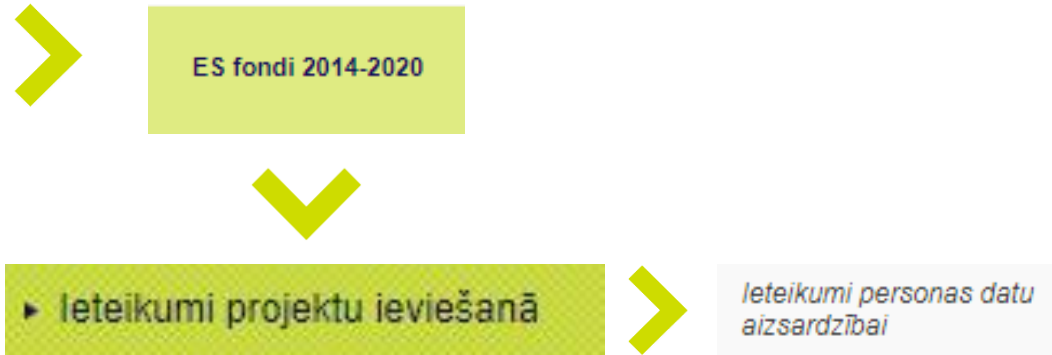 ES fondi 2014-2020
Ieteikumi projektu ieviešanā
Ieteikumi personas datu
aizsardzībai